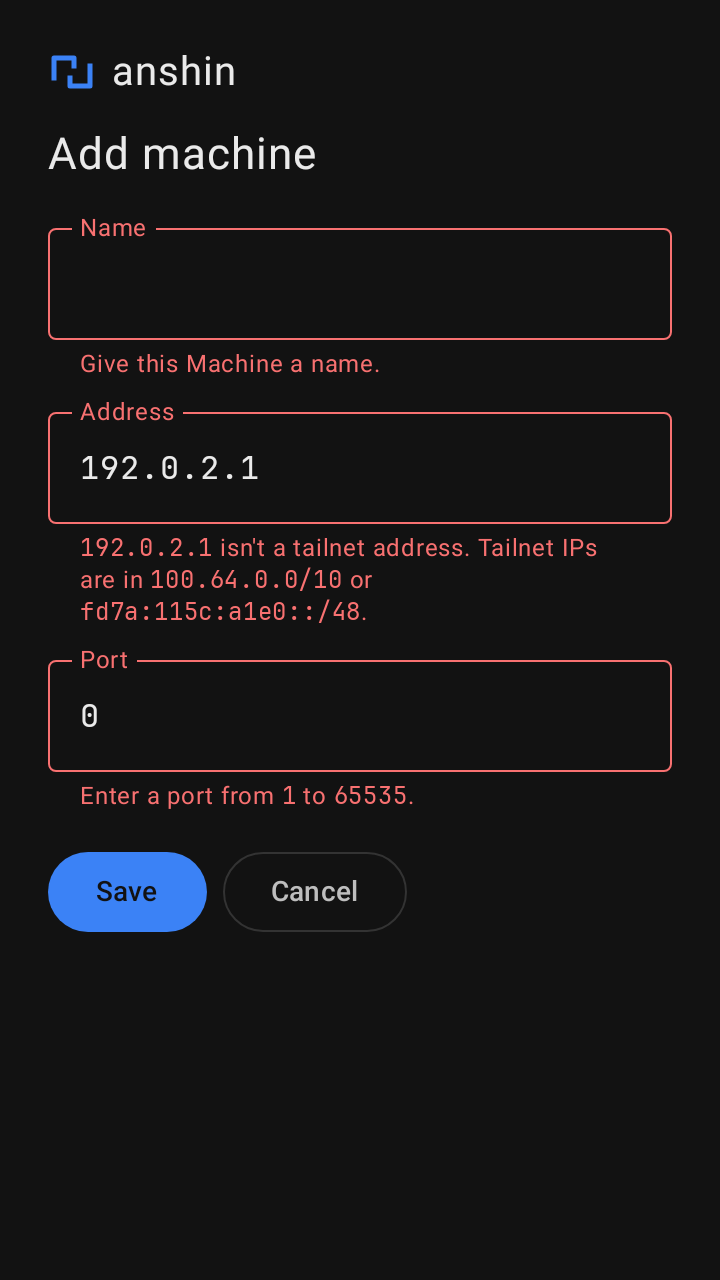 anshin
Add machine
Name
Give this Machine a name.
Address
192.0.2.1
192.0.2.1 isn't a tailnet address. Tailnet IPs
are in 100.64.0.0/10 or
fd7a:115c:a1e0::/48.
Port
0
Enter a port from 1 to 65535.
Save
Cancel